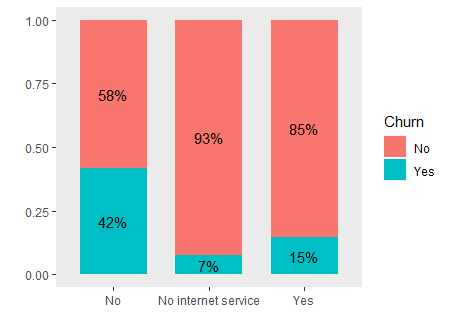 1.00
0.75
0.50
0.25
0.00
58%
42%
93%
7%
85%
15%
No
No internet service
Yes
Churn
No
Yes